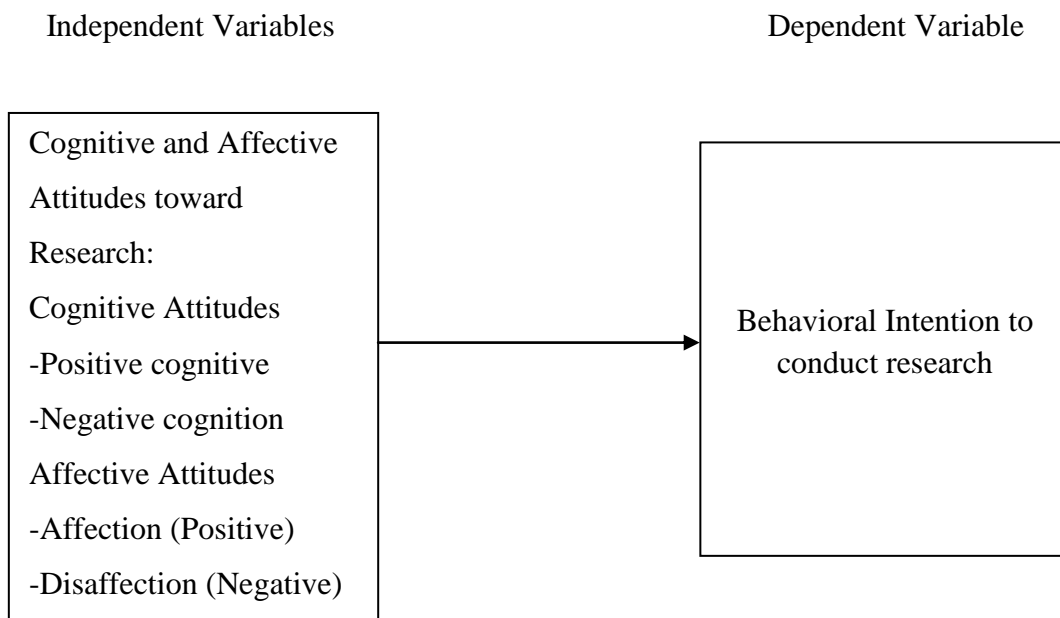 Independent Variables
Dependent Variable
Cognitive and Affective
Attitudes toward
Research:
Cognitive Attitudes
-Positive cognitive
-Negative cognition
Affective Attitudes
-Affection (Positive)
-Disaffection (Negative)
Behavioral Intention to
conduct research